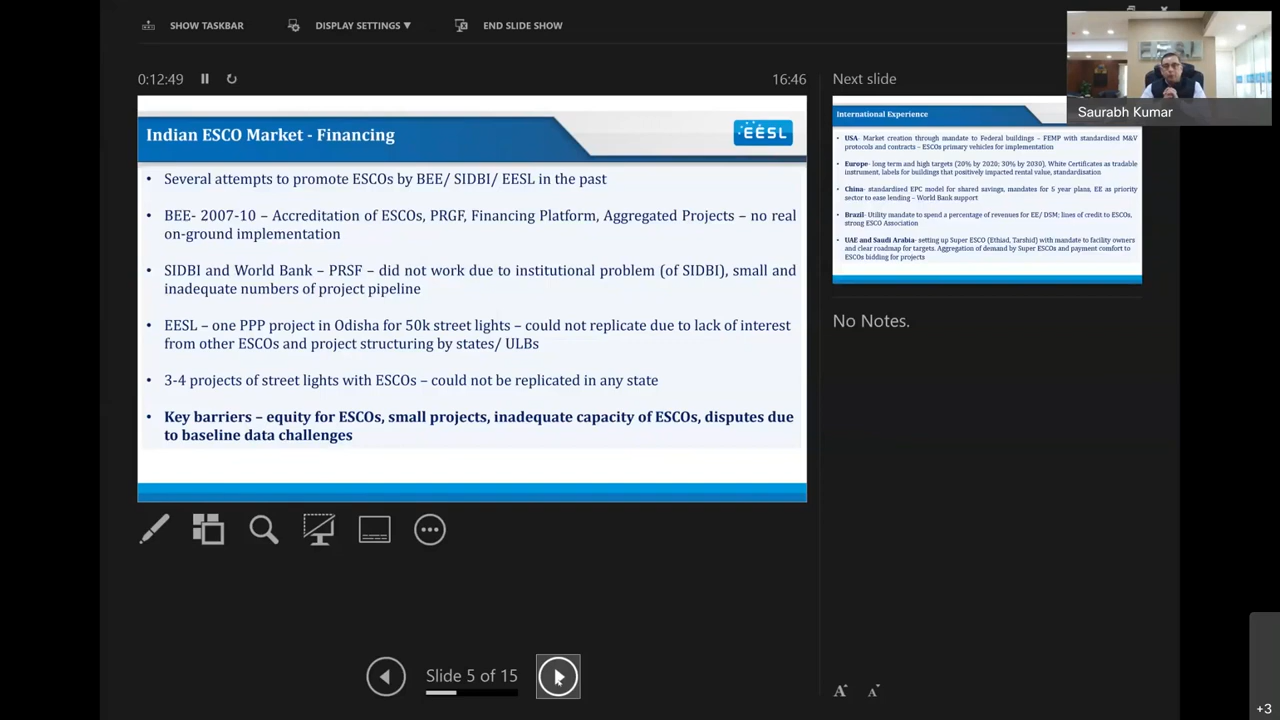 SHOW TASKBAR
DISPLAY SETTINGS ▼
END SLIDE SHOW
0:12:49
16:46
Next slide
Saurabh Kumar
Indian ESCO Market - Financing
EESL
• Several attempts to promote ESCOs by BEE/ SIDBI/ EESL in the past
• BEE- 2007-10 – Accreditation of ESCOs, PRGF, Financing Platform, Aggregated Projects – no real
on-ground implementation
• SIDBI and World Bank – PRSF – did not work due to institutional problem (of SIDBI), small and
inadequate numbers of project pipeline
• EESL – one PPP project in Odisha for 50k street lights – could not replicate due to lack of interest
from other ESCOs and project structuring by states/ ULBs
• 3-4 projects of street lights with ESCOs – could not be replicated in any state
• Key barriers – equity for ESCOs, small projects, inadequate capacity of ESCOs, disputes due
to baseline data challenges
International Experience
• USA- Market creation through mandate to Federal buildings – FEMP with standardised M&V
protocols and contracts – ESCOs primary vehicles for implementation
• Europe- long term and high targets (20% by 2020; 30% by 2030), White Certificates as tradable
instrument, labels for buildings that positively impacted rental value, standardisation
• China- standardised EPC model for shared savings, mandates for 5 year plans, EE as priority
sector to ease lending – World Bank support
• Brazil- Utility mandate to spend a percentage of revenues for EE/ DSM; lines of credit to ESCOs,
strong ESCO Association
• UAE and Saudi Arabia- setting up Super ESCO (Ethiad, Tarshid) with mandate to facility owners
and clear roadmap for targets. Aggregation of demand by Super ESCOs and payment comfort to
ESCOs bidding for projects
No Notes.
Slide 5 of 15
A A
+3